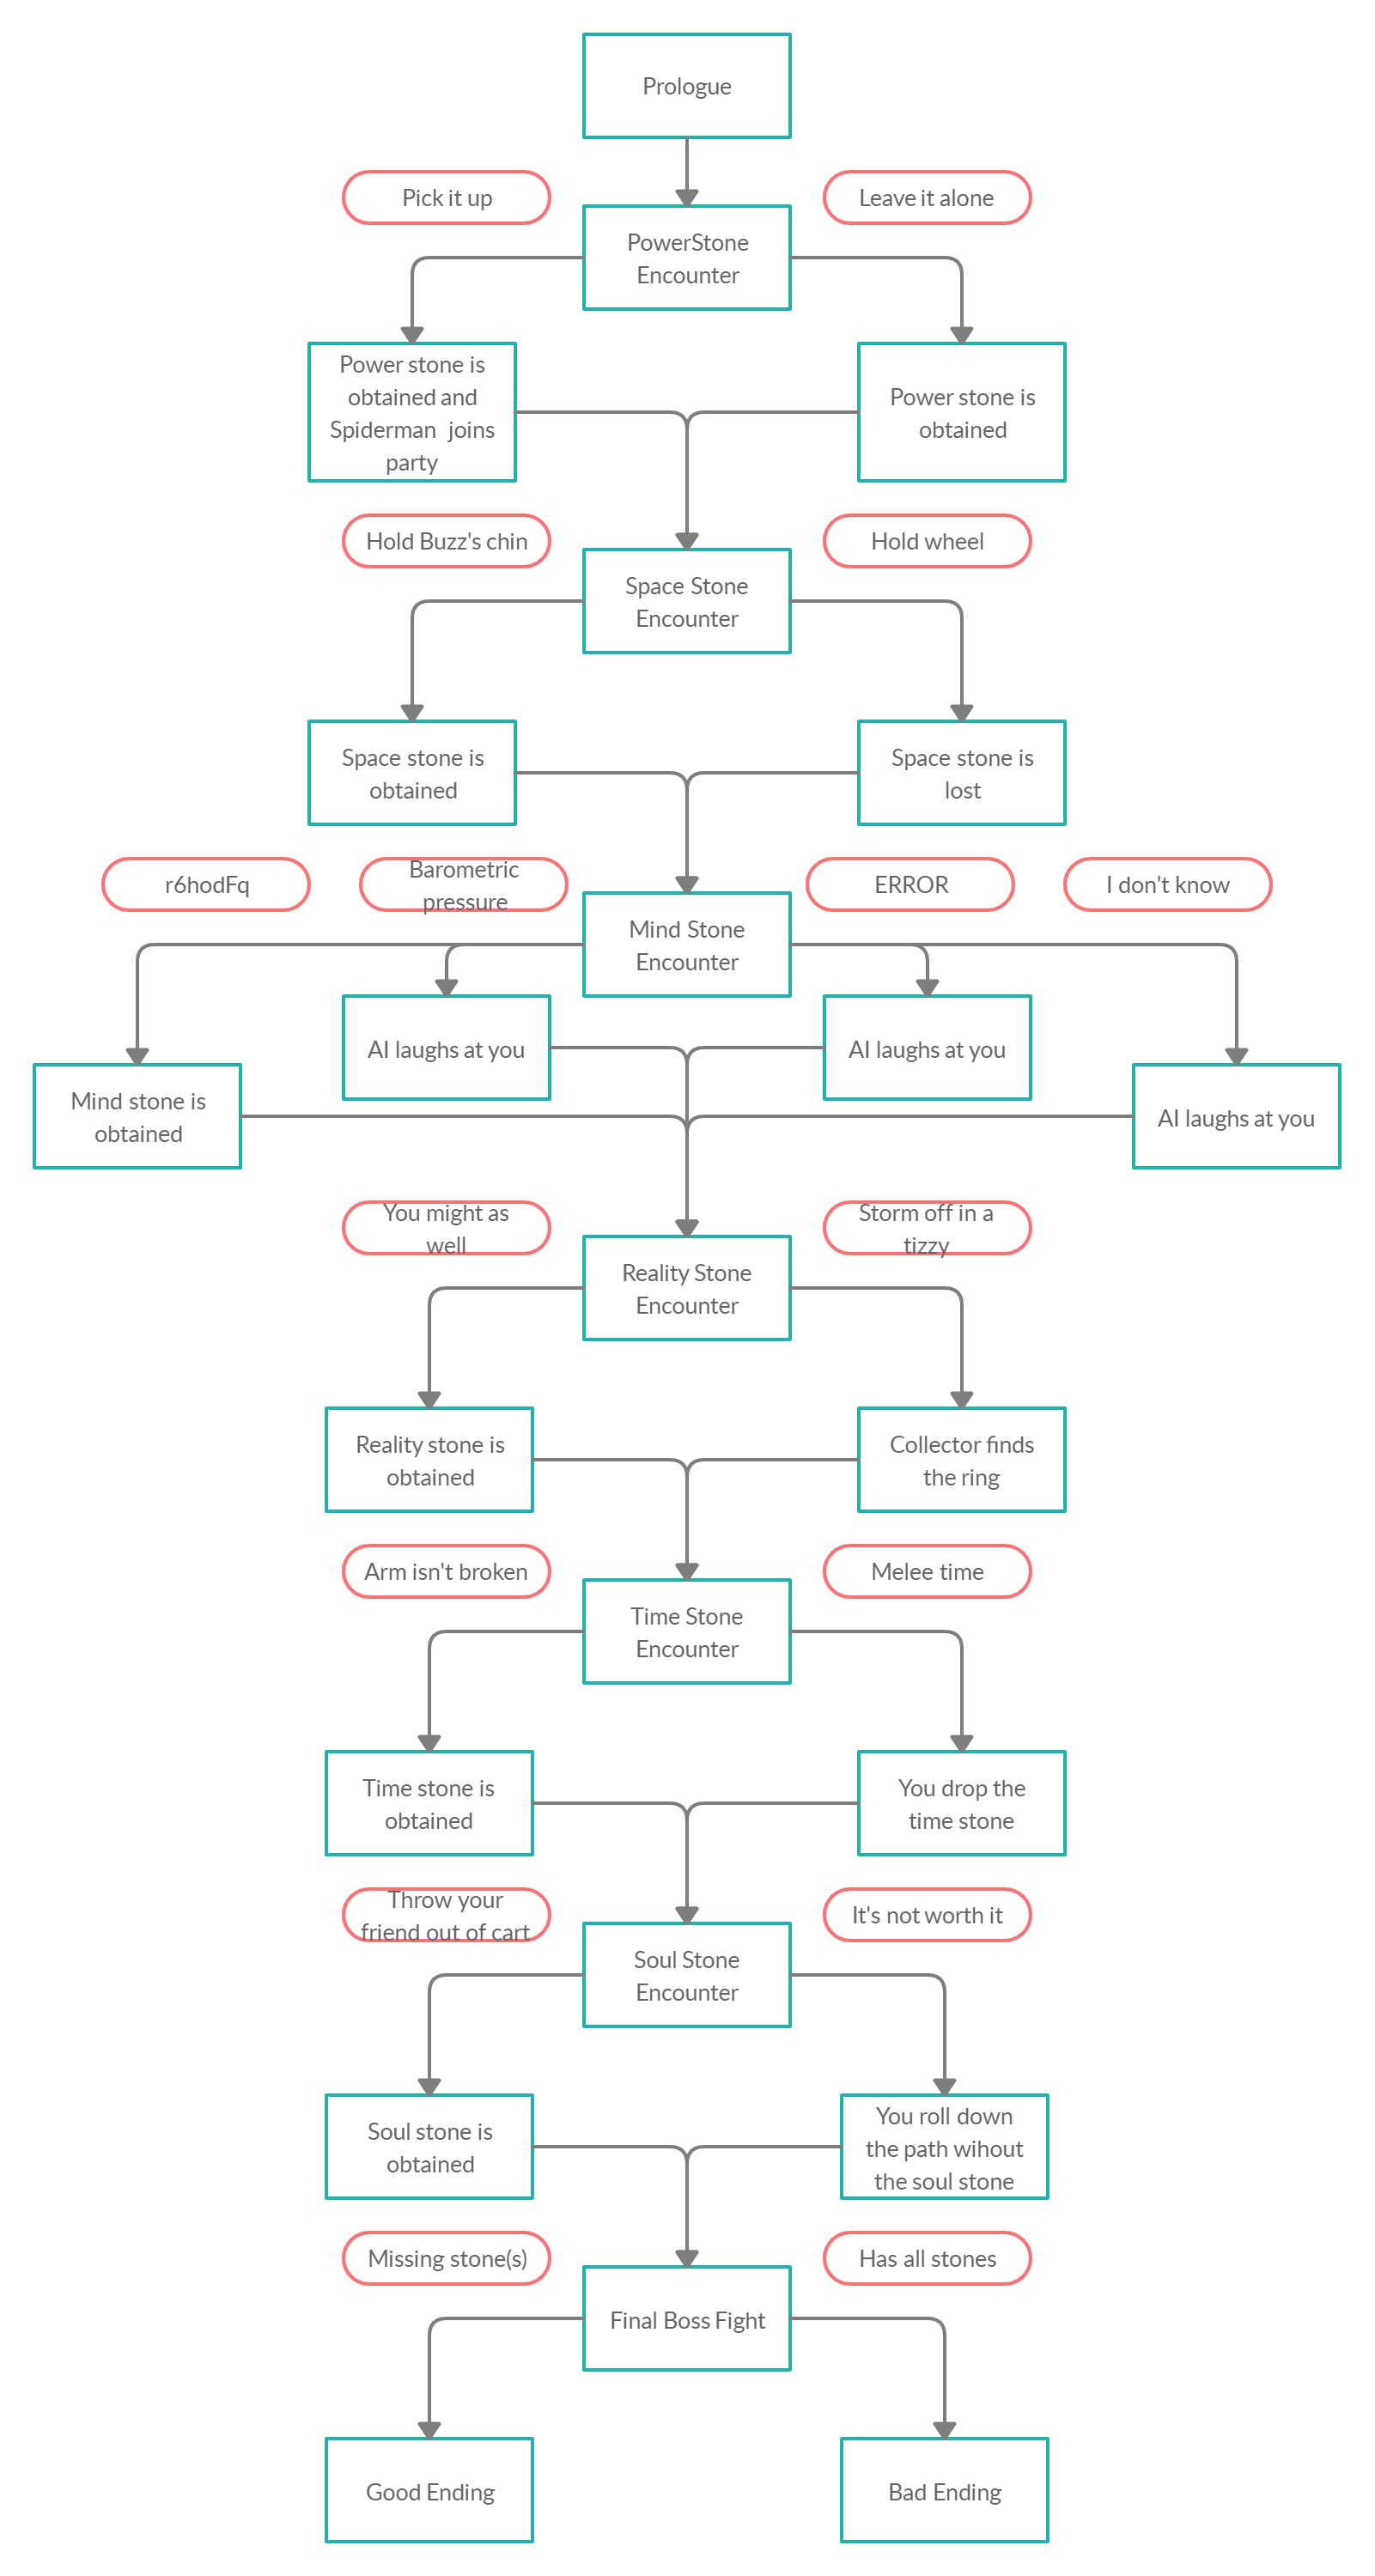 Prologue
Pick it up
Leave it alone
PowerStone
Encounter
Power stone is
obtained and
Spiderman joins
party
Power stone is
obtained
Hold Buzz's chin
Hold wheel
Space Stone
Encounter
Space stone is
obtained
Space stone is
lost
r6hodFq
Barometric
pressure
ERROR
I don't know
Mind Stone
Encounter
AI laughs at you
AI laughs at you
Mind stone is
obtained
AI laughs at you
You might as
well
Storm off in a
tizzy
Reality Stone
Encounter
Reality stone is
obtained
Collector finds
the ring
Arm isn't broken
Melee time
Time Stone
Encounter
Time stone is
obtained
You drop the
time stone
Throw your
friend out of cart
It's not worth it
Soul Stone
Encounter
Soul stone is
obtained
You roll down
the path wihout
the soul stone
Missing stone(s)
Has all stones
Final Boss Fight
Good Ending
Bad Ending